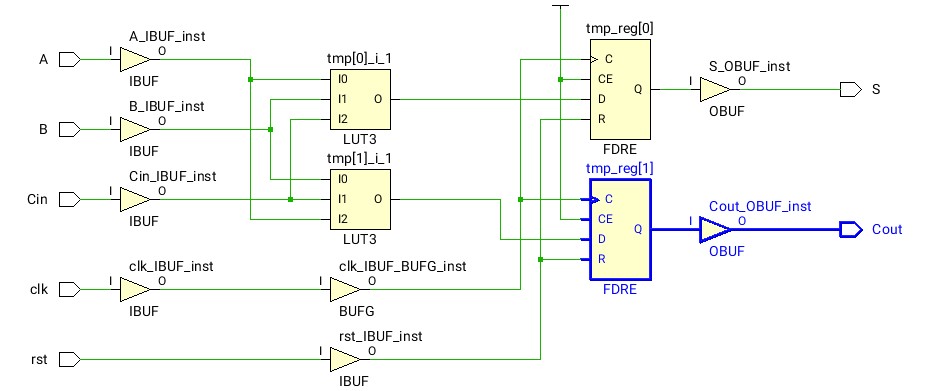 A
A_IBUF_inst
I
O
IBUF
B
B_IBUF_inst
I
O
IBUF
Cin
Cin_IBUF_inst
I
O
IBUF
clk
clk_IBUF_inst
I
O
IBUF
clk_IBUF_BUFG_inst
I
O
BUFG
rst
rst_IBUF_inst
I
O
IBUF
tmp[0]_i_1
I0
I1
I2
O
LUT3
tmp[1]_i_1
I0
I1
I2
O
LUT3
tmp_reg[0]
C
CE
D
R
Q
FDRE
S_OBUF_inst
I
O
OBUF
S
tmp_reg[1]
C
CE
D
R
Q
FDRE
Cout_OBUF_inst
I
O
OBUF
Cout